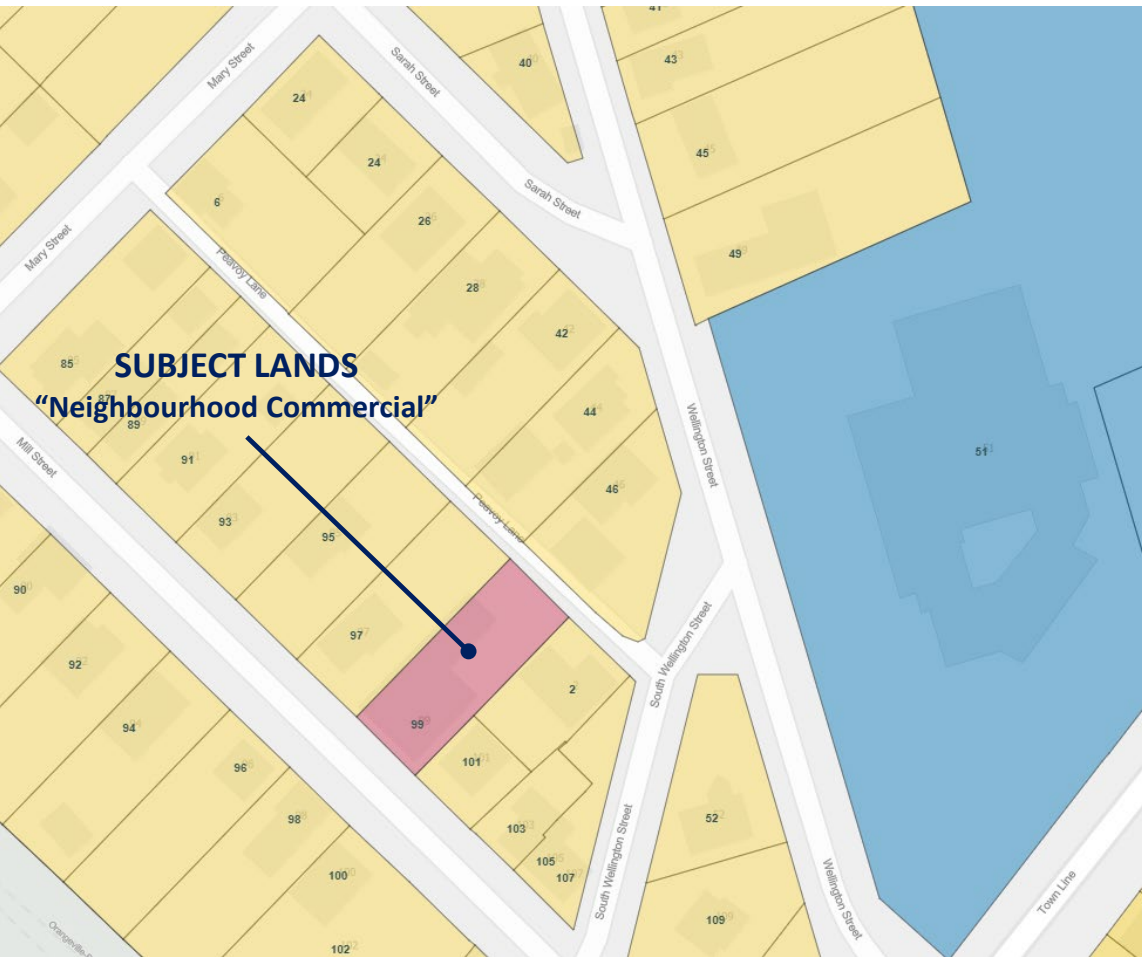 41
43
40
Mary Street
Sarah Street
24
24
45
Sarah Street
6
26
49
Mary Street
Peavoy Lane
28
42
85
SUBJECT LANDS
“Neighbourhood Commercial”
87
89
44
Wellington Street
Mill Street
91
51
46
93
Peavoy Lane
95
90
97
92
South Wellington Street
2
99
94
101
96
98
52
103
105
107
100
South Wellington Street
Wellington Street
Town Line
109
102